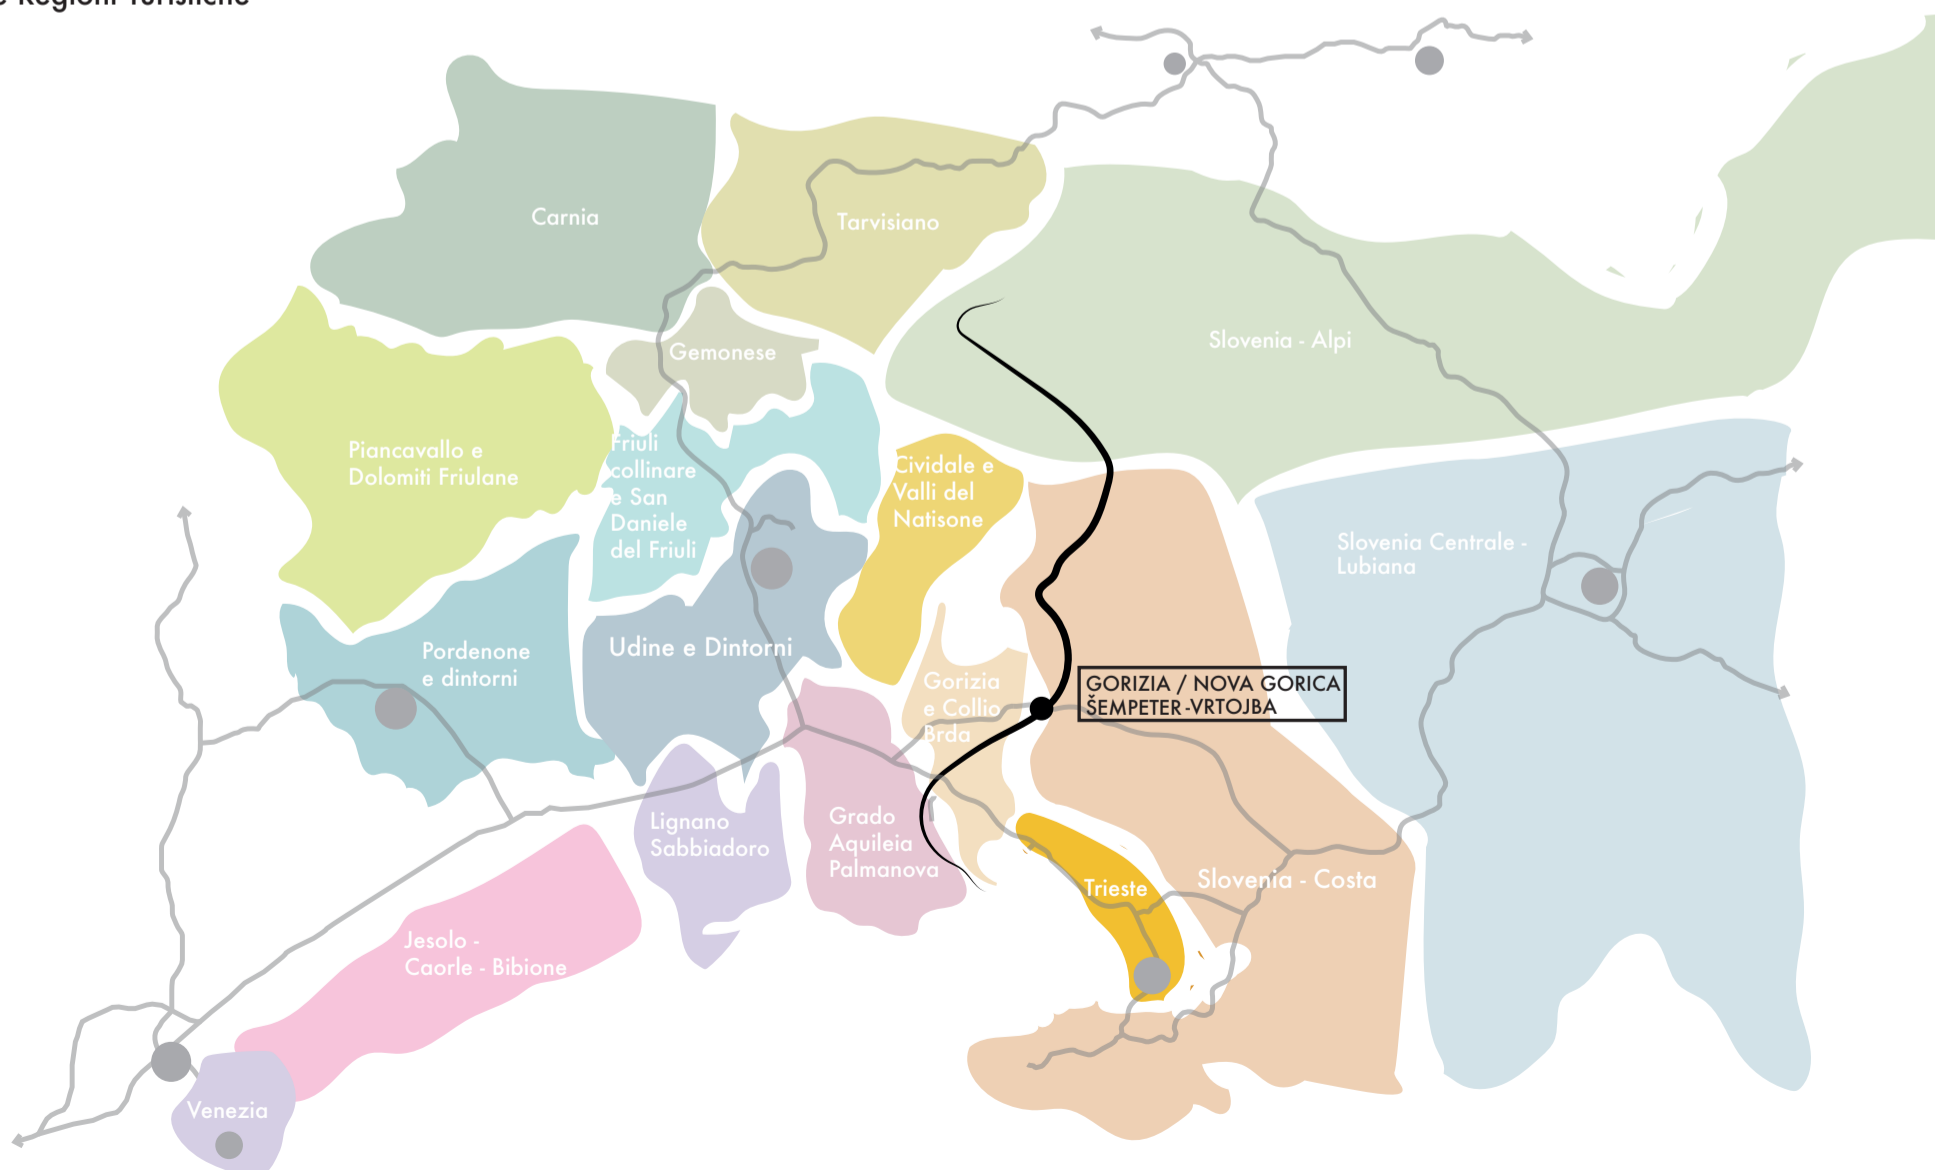 e Regioni Turistiche
Carnia
Tarvisiano
Slovenia - Alpi
Gemonese
Piancavallo e
Dolomiti Friulane
Friuli
collinare
e San
Daniele
del Friuli
Cividale e
Valli del
Natisone
Slovenia Centrale -
Lubiana
Udine e Dintorni
Pordenone
e dintorni
Gorizia
e Collio
Brda
GORIZIA / NOVA GORICA
ŠEMPETER-VRTOJBA
Lignano
Sabbiadoro
Grado
Aquileia
Palmanova
Trieste
Slovenia - Costa
Jesolo -
Caorle - Bibione
Venezia